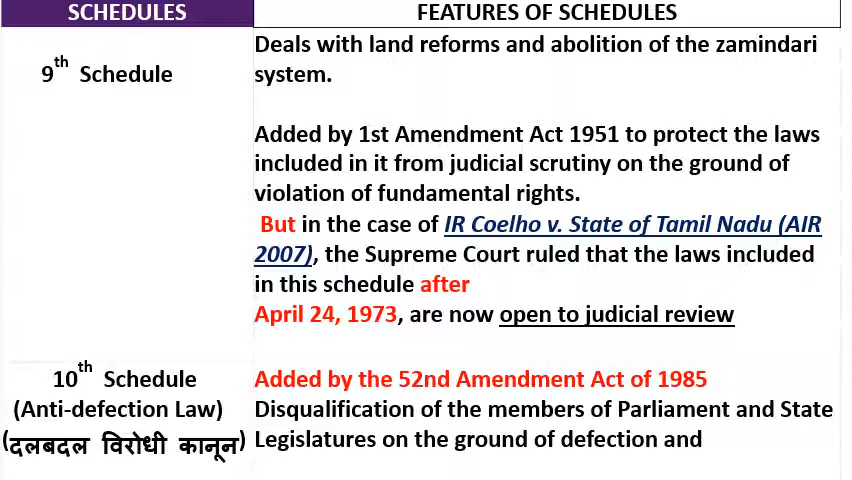 SCHEDULES FEATURES OF SCHEDULES
9th Schedule
Deals with land reforms and abolition of the zamindari
system.
Added by 1st Amendment Act 1951 to protect the laws
included in it from judicial scrutiny on the ground of
violation of fundamental rights.
But in the case of IR Coelho v. State of Tamil Nadu (AIR
2007), the Supreme Court ruled that the laws included
in this schedule after
April 24, 1973, are now open to judicial review
10th Schedule
(Anti-defection Law)
(दलबदल विरोधी कानून)
Added by the 52nd Amendment Act of 1985
Disqualification of the members of Parliament and State
Legislatures on the ground of defection and